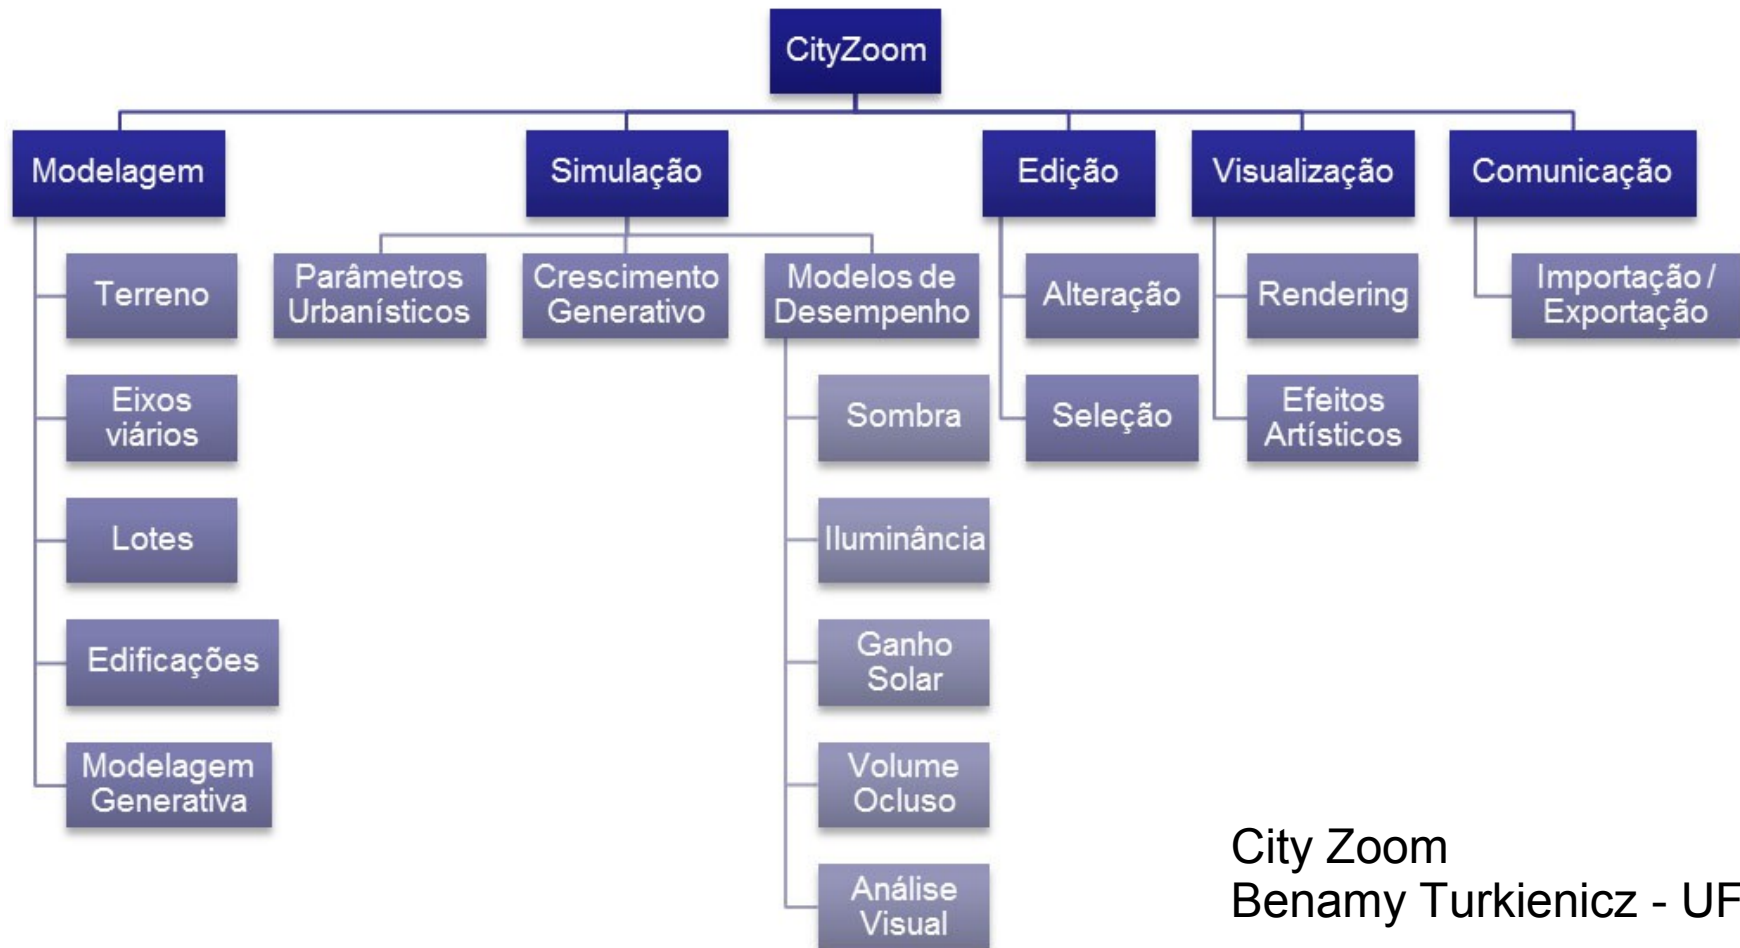 CityZoom
Modelagem
Simulação
Edição
Visualização
Comunicação
Terreno
Eixos
viários
Lotes
Edificações
Modelagem
Generativa
Parâmetros
Urbanísticos
Crescimento
Generativo
Modelos de
Desempenho
Sombra
Iluminância
Ganho
Solar
Volume
Ocluso
Análise
Visual
Alteração
Seleção
Rendering
Efeitos
Artísticos
Importação /
Exportação
City Zoom
Benamy Turkienicz - UF